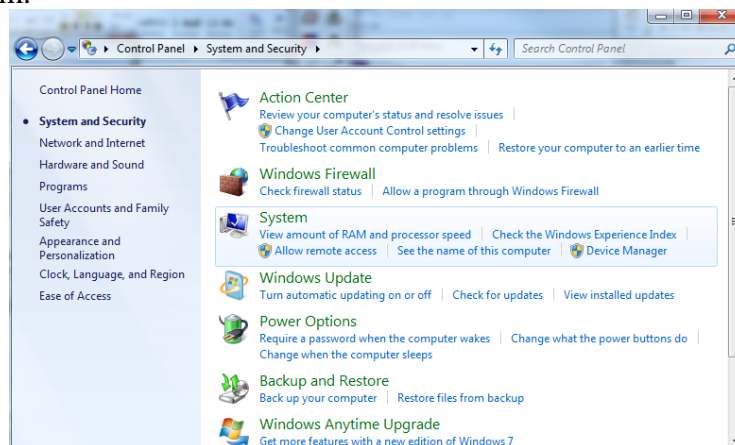 Control Panel ▸ System and Security ▸
Search Control Panel
Control Panel Home
System and Security
Network and Internet
Hardware and Sound
Programs
User Accounts and Family
Safety
Appearance and
Personalization
Clock, Language, and Region
Ease of Access
Action Center
Review your computer's status and resolve issues
Change User Account Control settings
Troubleshoot common computer problems Restore your computer to an earlier time
Windows Firewall
Check firewall status Allow a program through Windows Firewall
System
View amount of RAM and processor speed Check the Windows Experience Index
Allow remote access See the name of this computer Device Manager
Windows Update
Turn automatic updating on or off Check for updates View installed updates
Power Options
Require a password when the computer wakes Change what the power buttons do
Change when the computer sleeps
Backup and Restore
Back up your computer Restore files from backup
Windows Anytime Upgrade
Get more features with a new edition of Windows 7